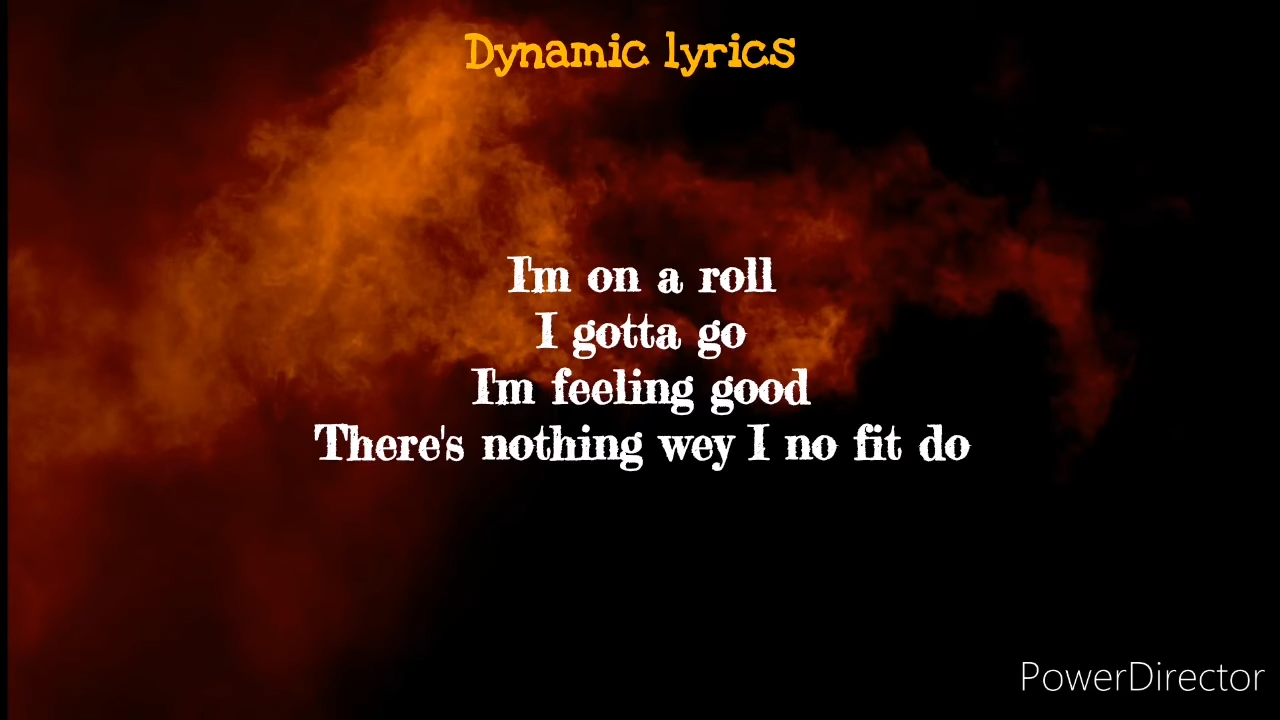 Dynamic lyrics
I'm on a roll
I gotta go
I'm feeling good
There's nothing wey I no fit do
PowerDirector